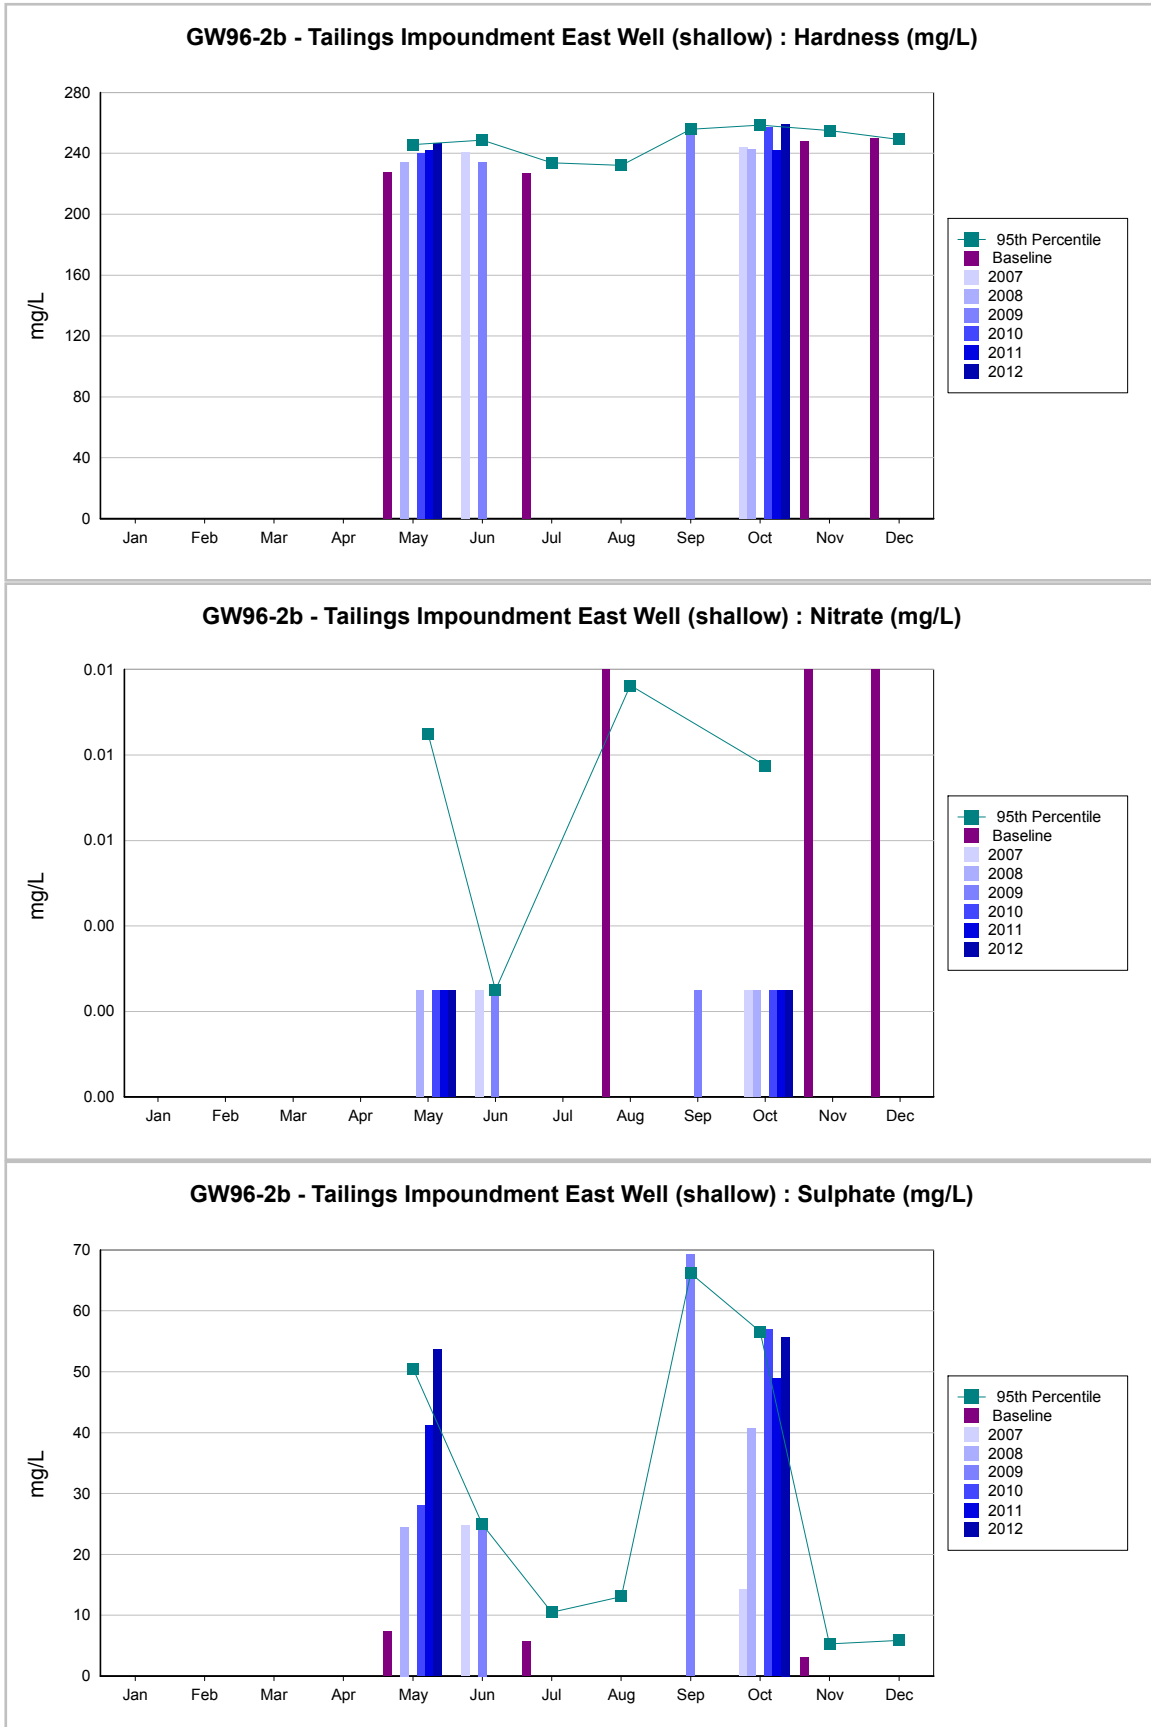 GW96-2b - Tailings Impoundment East Well (shallow) : Hardness (mg/L)
280
240
200
160
120
80
40
0
mg/L
Jan Feb Mar Apr May Jun Jul Aug Sep Oct Nov Dec
95th Percentile
Baseline
2007
2008
2009
2010
2011
2012
GW96-2b - Tailings Impoundment East Well (shallow) : Nitrate (mg/L)
0.01
0.01
0.01
0.00
0.00
0.00
mg/L
Jan Feb Mar Apr May Jun Jul Aug Sep Oct Nov Dec
95th Percentile
Baseline
2007
2008
2009
2010
2011
2012
GW96-2b - Tailings Impoundment East Well (shallow) : Sulphate (mg/L)
70
60
50
40
30
20
10
0
mg/L
Jan Feb Mar Apr May Jun Jul Aug Sep Oct Nov Dec
95th Percentile
Baseline
2007
2008
2009
2010
2011
2012